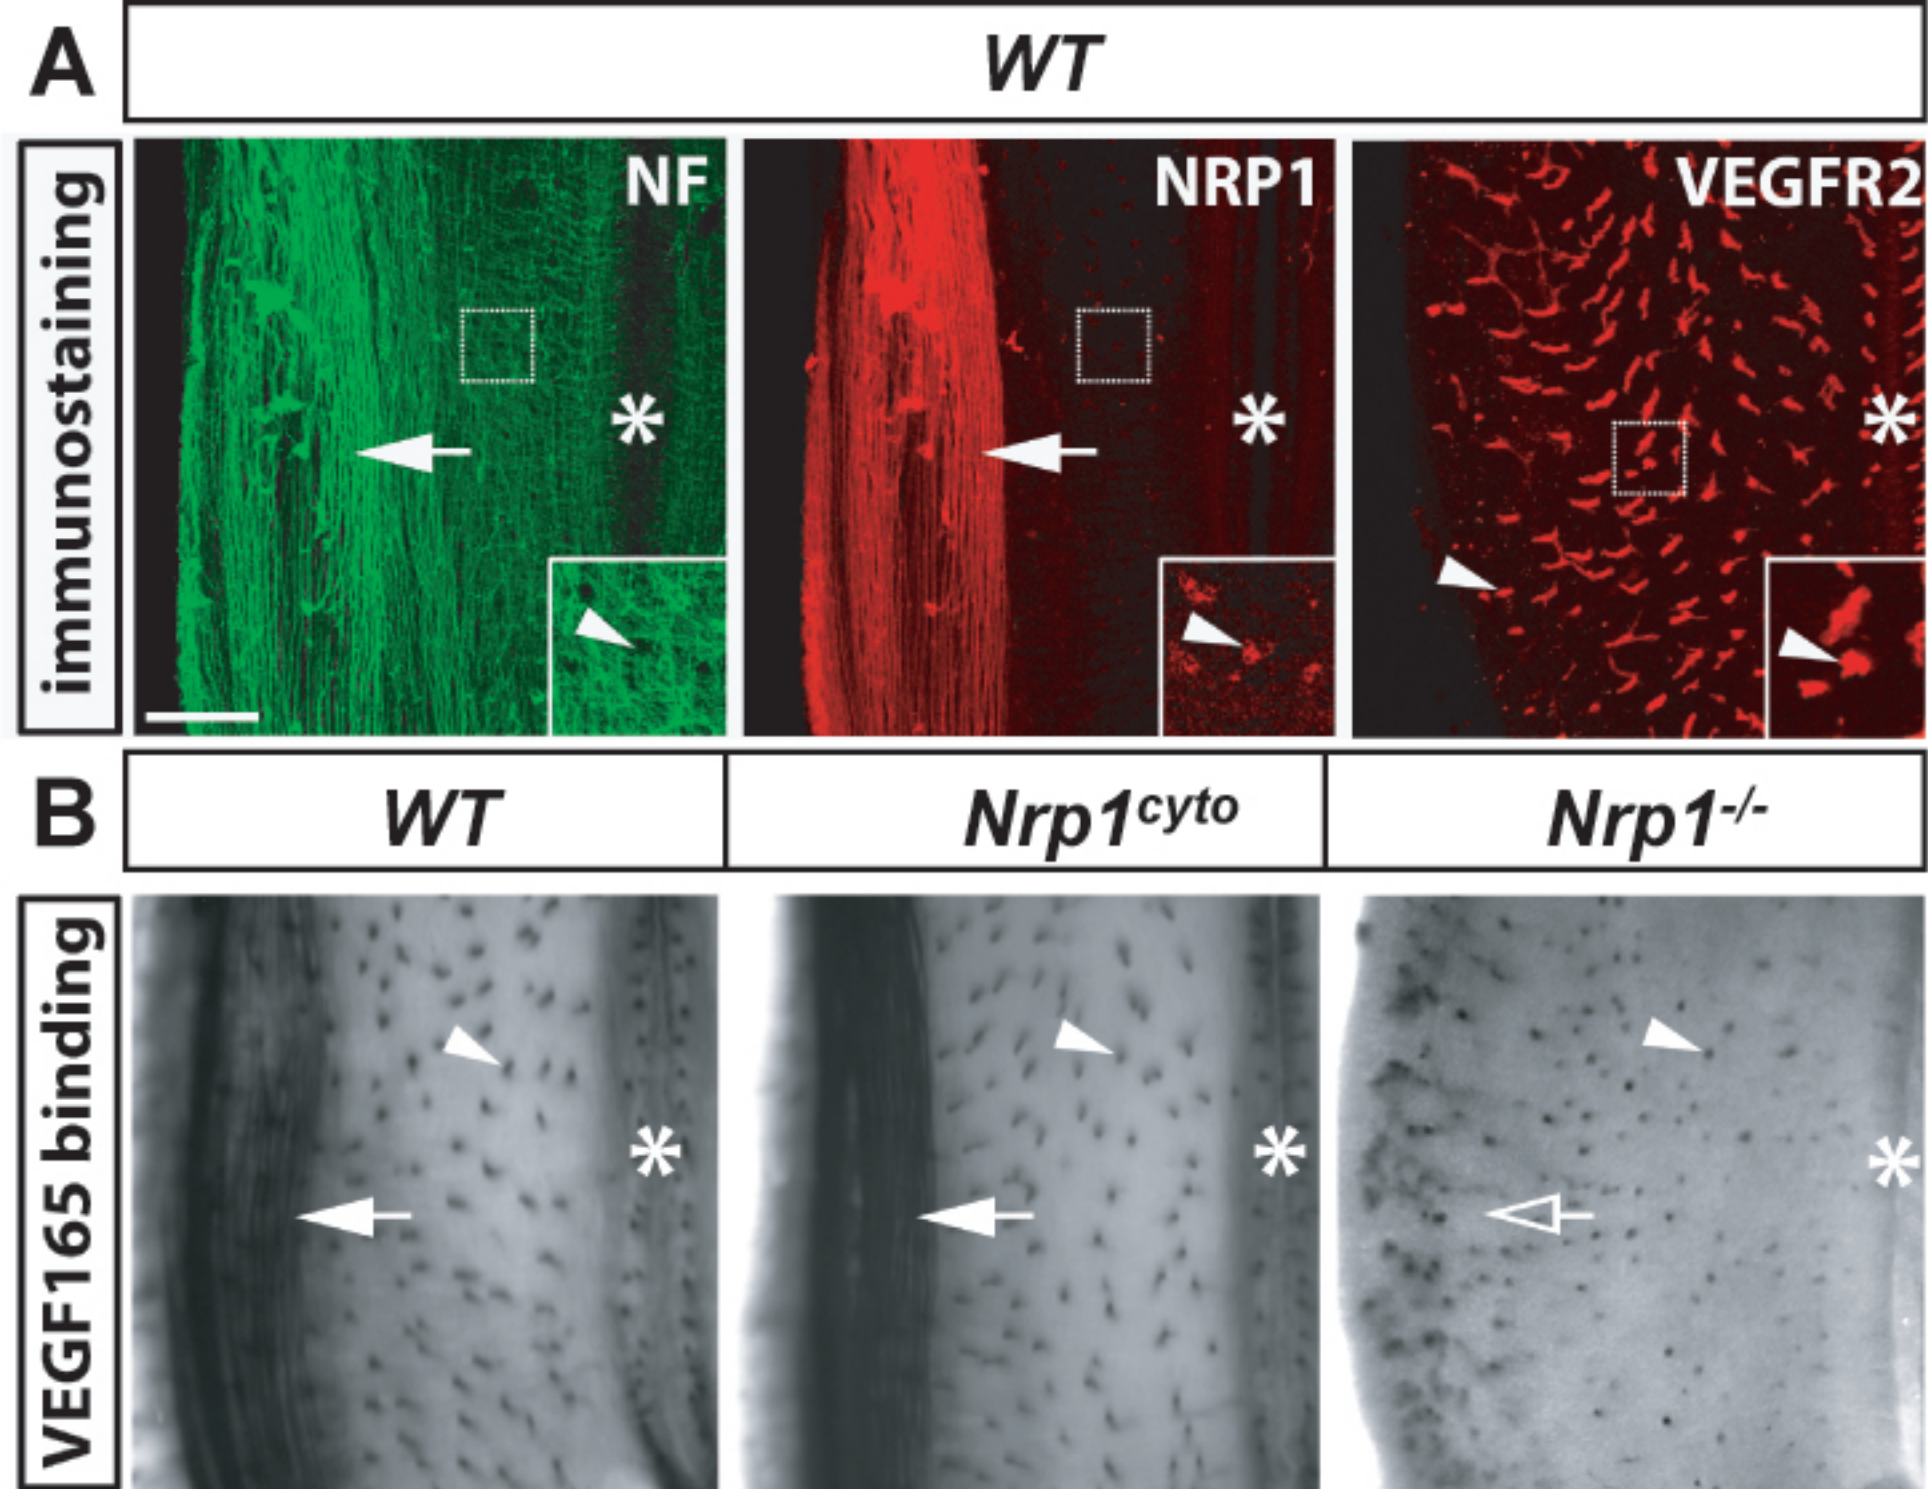 A
WT
immunostaining
NF
NRP1
VEGFR2
*
*
*
B
WT
Nrp1cyto
Nrp1-/-
VEGF165 binding
*
*
*